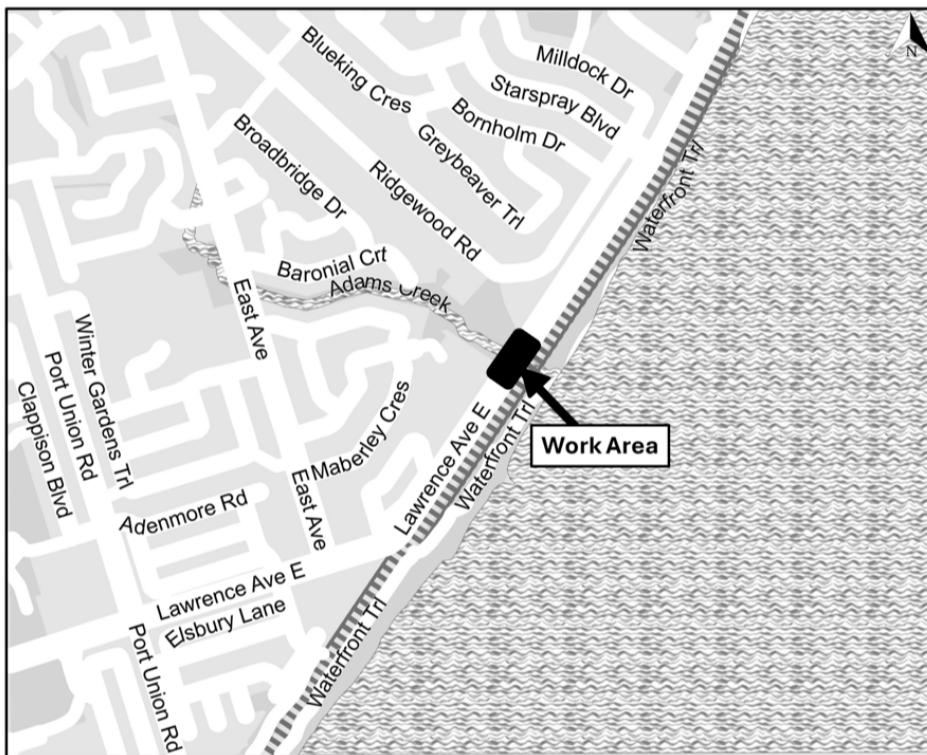 N
Milldock Dr
Blueking Cres
Starspray Blvd
Bornholm Dr
Broadbridge Dr
Greybeaver Trl
Ridgewood Rd
Waterfront Trl
Baronial Crt
Adams Creek
East Ave
Winter Gardens Trl
Port Union Rd
Clappison Blvd
Maberley Cres
Lawrence Ave E
Waterfront Trl
Work Area
East Ave
Adenmore Rd
Lawrence Ave E
Elsbury Lane
Waterfront Trl
Port Union Rd